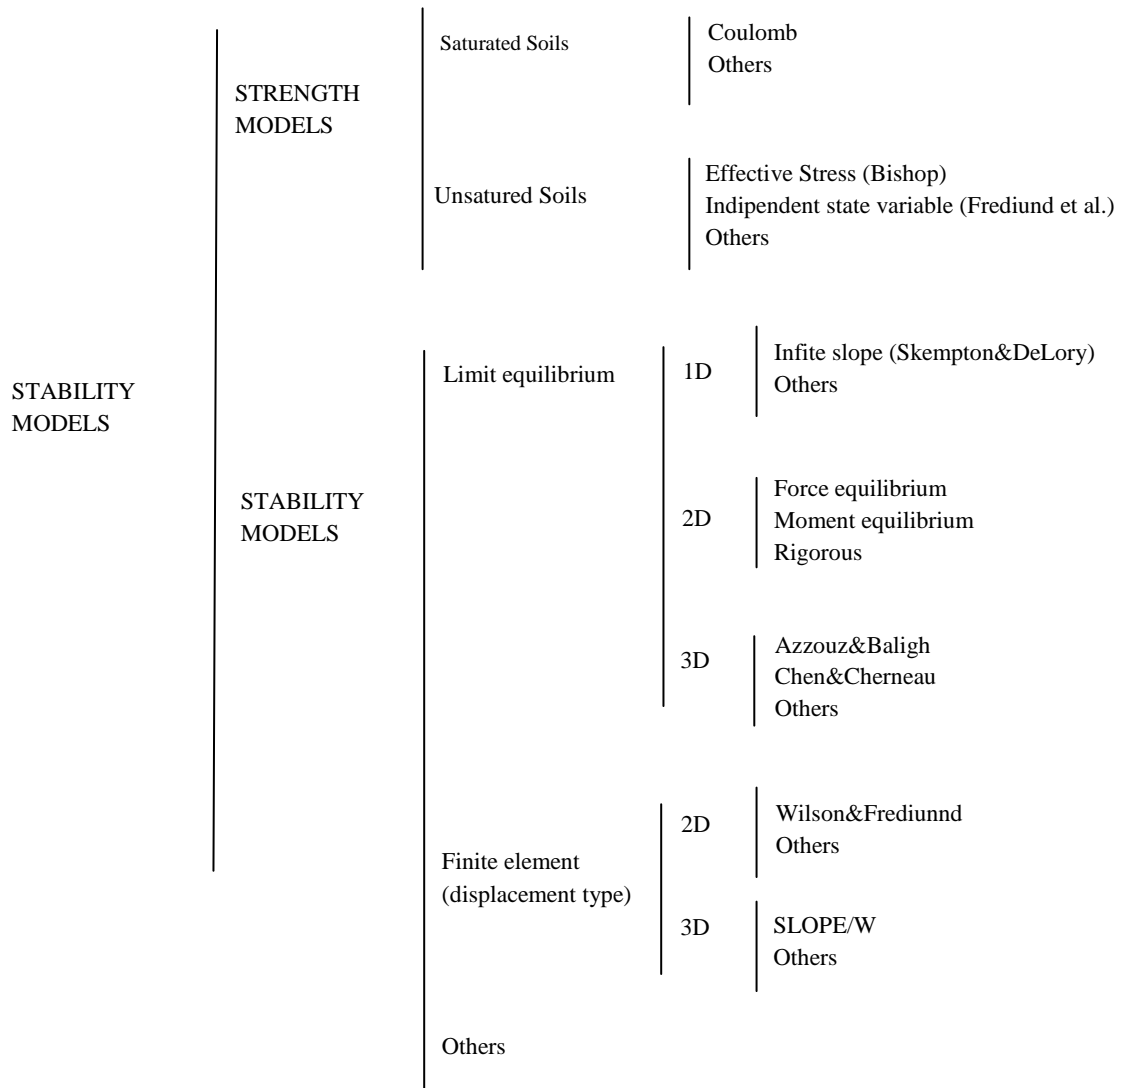 Saturated Soils
Coulomb
Others
STRENGTH
MODELS
Unsatured Soils
Effective Stress (Bishop)
Indipendent state variable (Frediund et al.)
Others
STABILITY
MODELS
STABILITY
MODELS
Limit equilibrium
1D
Infite slope (Skempton&DeLory)
Others
2D
Force equilibrium
Moment equilibrium
Rigorous
3D
Azzouz&Baligh
Chen&Cherneau
Others
Finite element
(displacement type)
2D
Wilson&Frediunnd
Others
3D
SLOPE/W
Others
Others